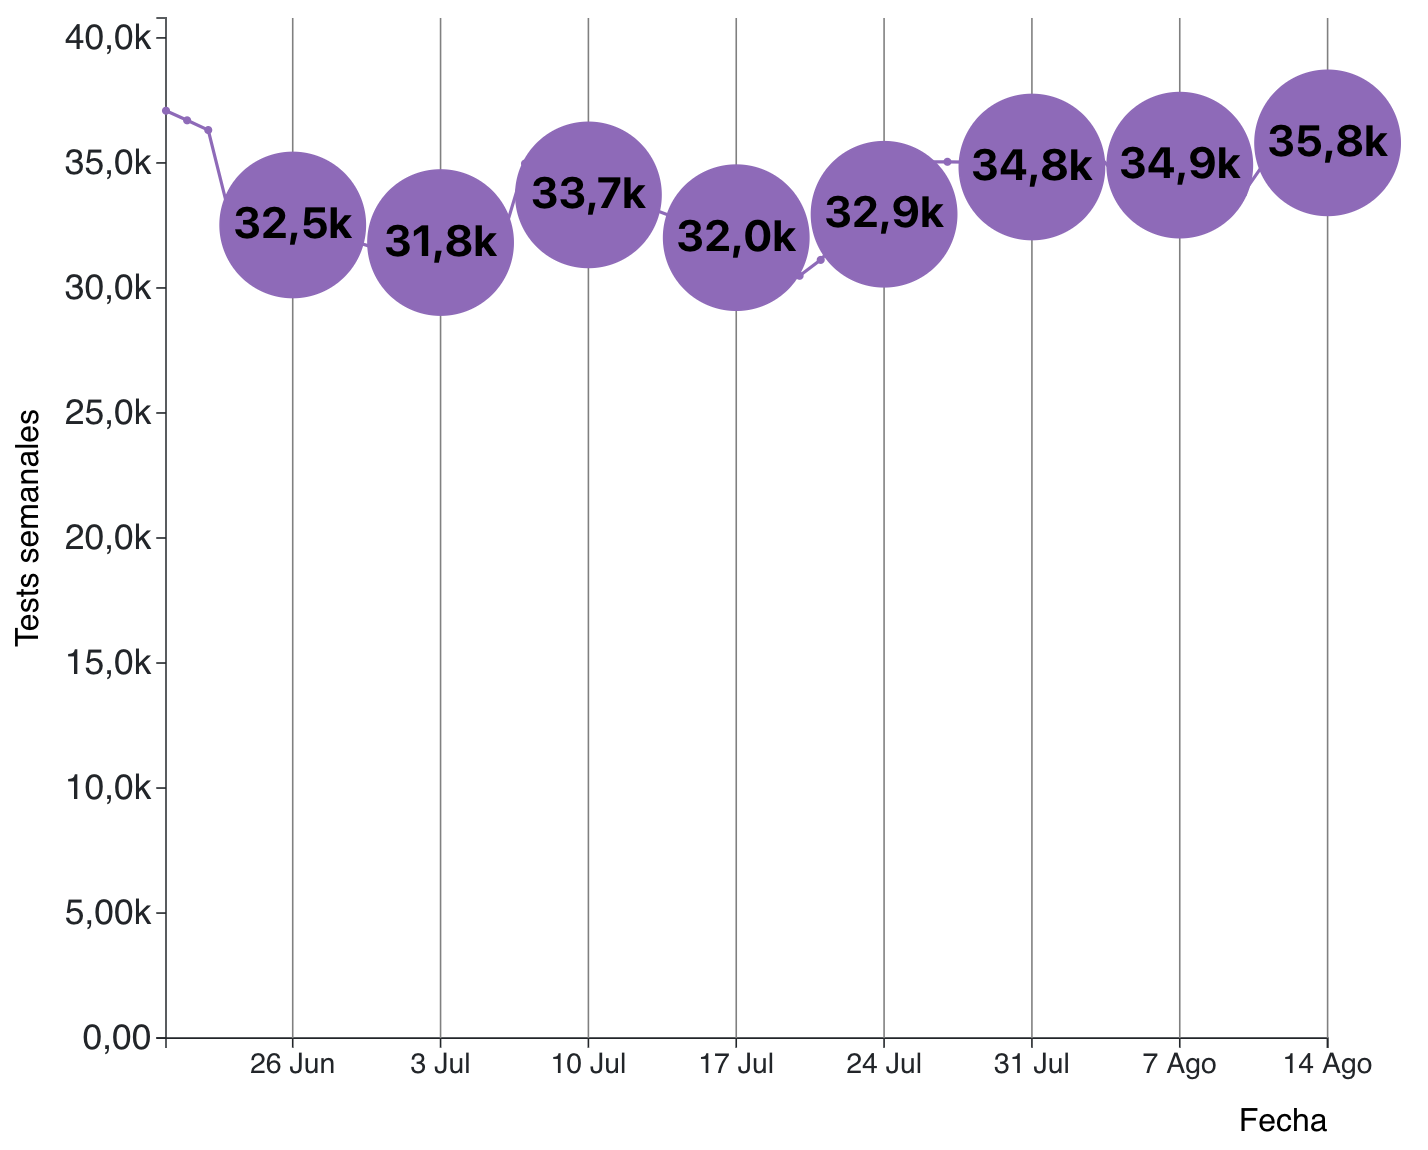 40,0k
35,0k
30,0k
25,0k
20,0k
15,0k
10,0k
5,00k
0,00
Tests semanales
32,5k
31,8k
33,7k
32,0k
32,9k
34,8k
34,9k
35,8k
26 Jun
3 Jul
10 Jul
17 Jul
24 Jul
31 Jul
7 Ago
14 Ago
Fecha